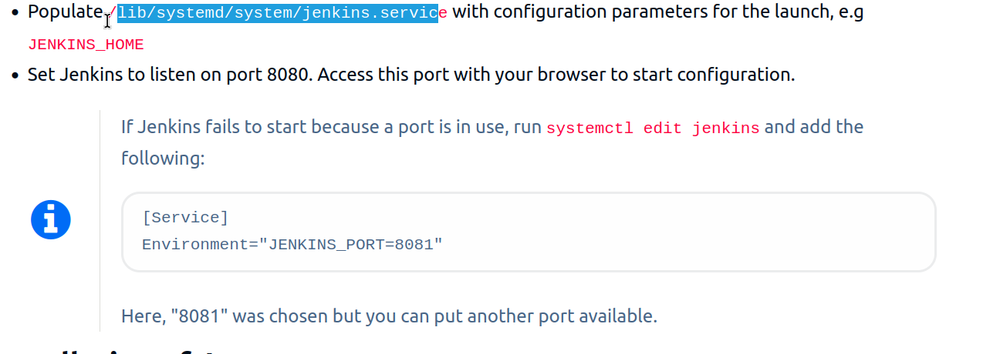 Populate /lib/systemd/system/jenkins.service with configuration parameters for the launch, e.g
JENKINS_HOME
Set Jenkins to listen on port 8080. Access this port with your browser to start configuration.
If Jenkins fails to start because a port is in use, run systemctl edit jenkins and add the
following:
[Service]
Environment="JENKINS_PORT=8081"
Here, "8081" was chosen but you can put another port available.